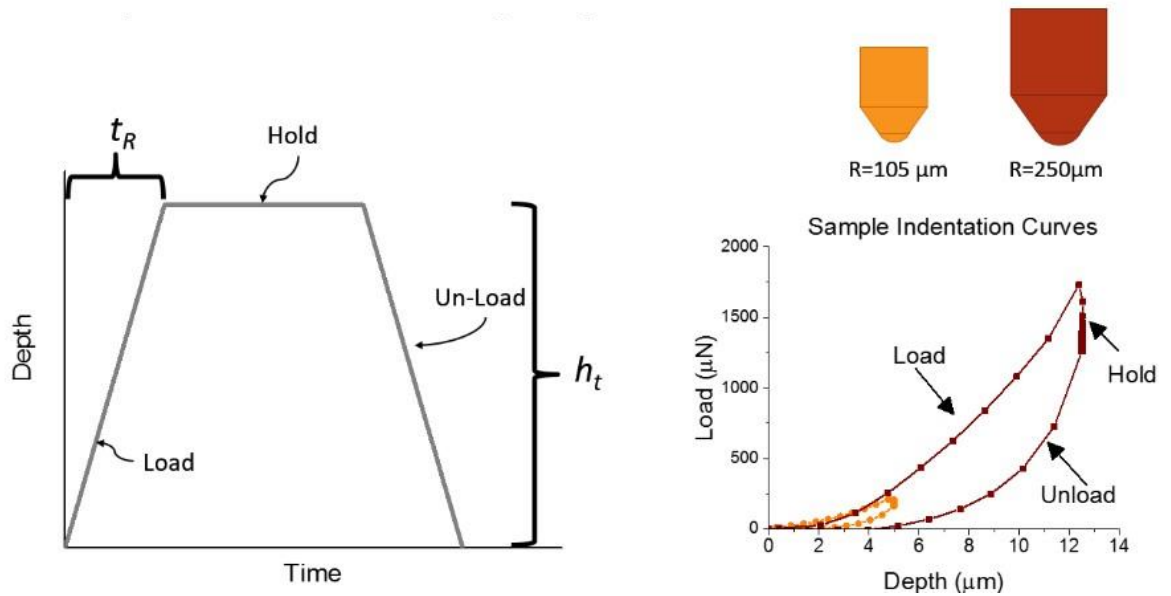 t_R
Hold
Un-Load
h_t
Load
Depth
Time
R=105 μm
R=250μm
Sample Indentation Curves
2000
1500
1000
500
0
Load (μN)
Load
Hold
Unload
0 2 4 6 8 10 12 14
Depth (μm)